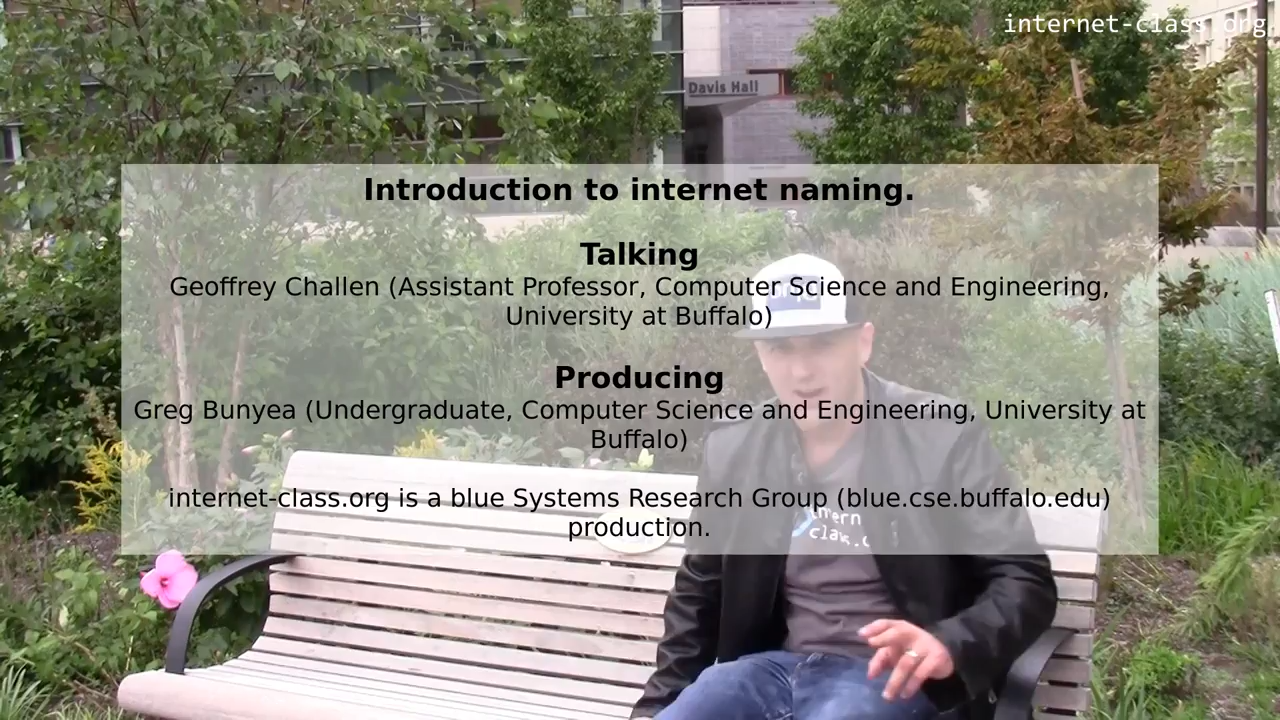 internet-class.org
Davis Hall
Introduction to internet naming.
Talking
Geoffrey Challen (Assistant Professor, Computer Science and Engineering,
University at Buffalo)
Producing
Greg Bunyea (Undergraduate, Computer Science and Engineering, University at
Buffalo)
internet-class.org is a blue Systems Research Group (blue.cse.buffalo.edu)
production.